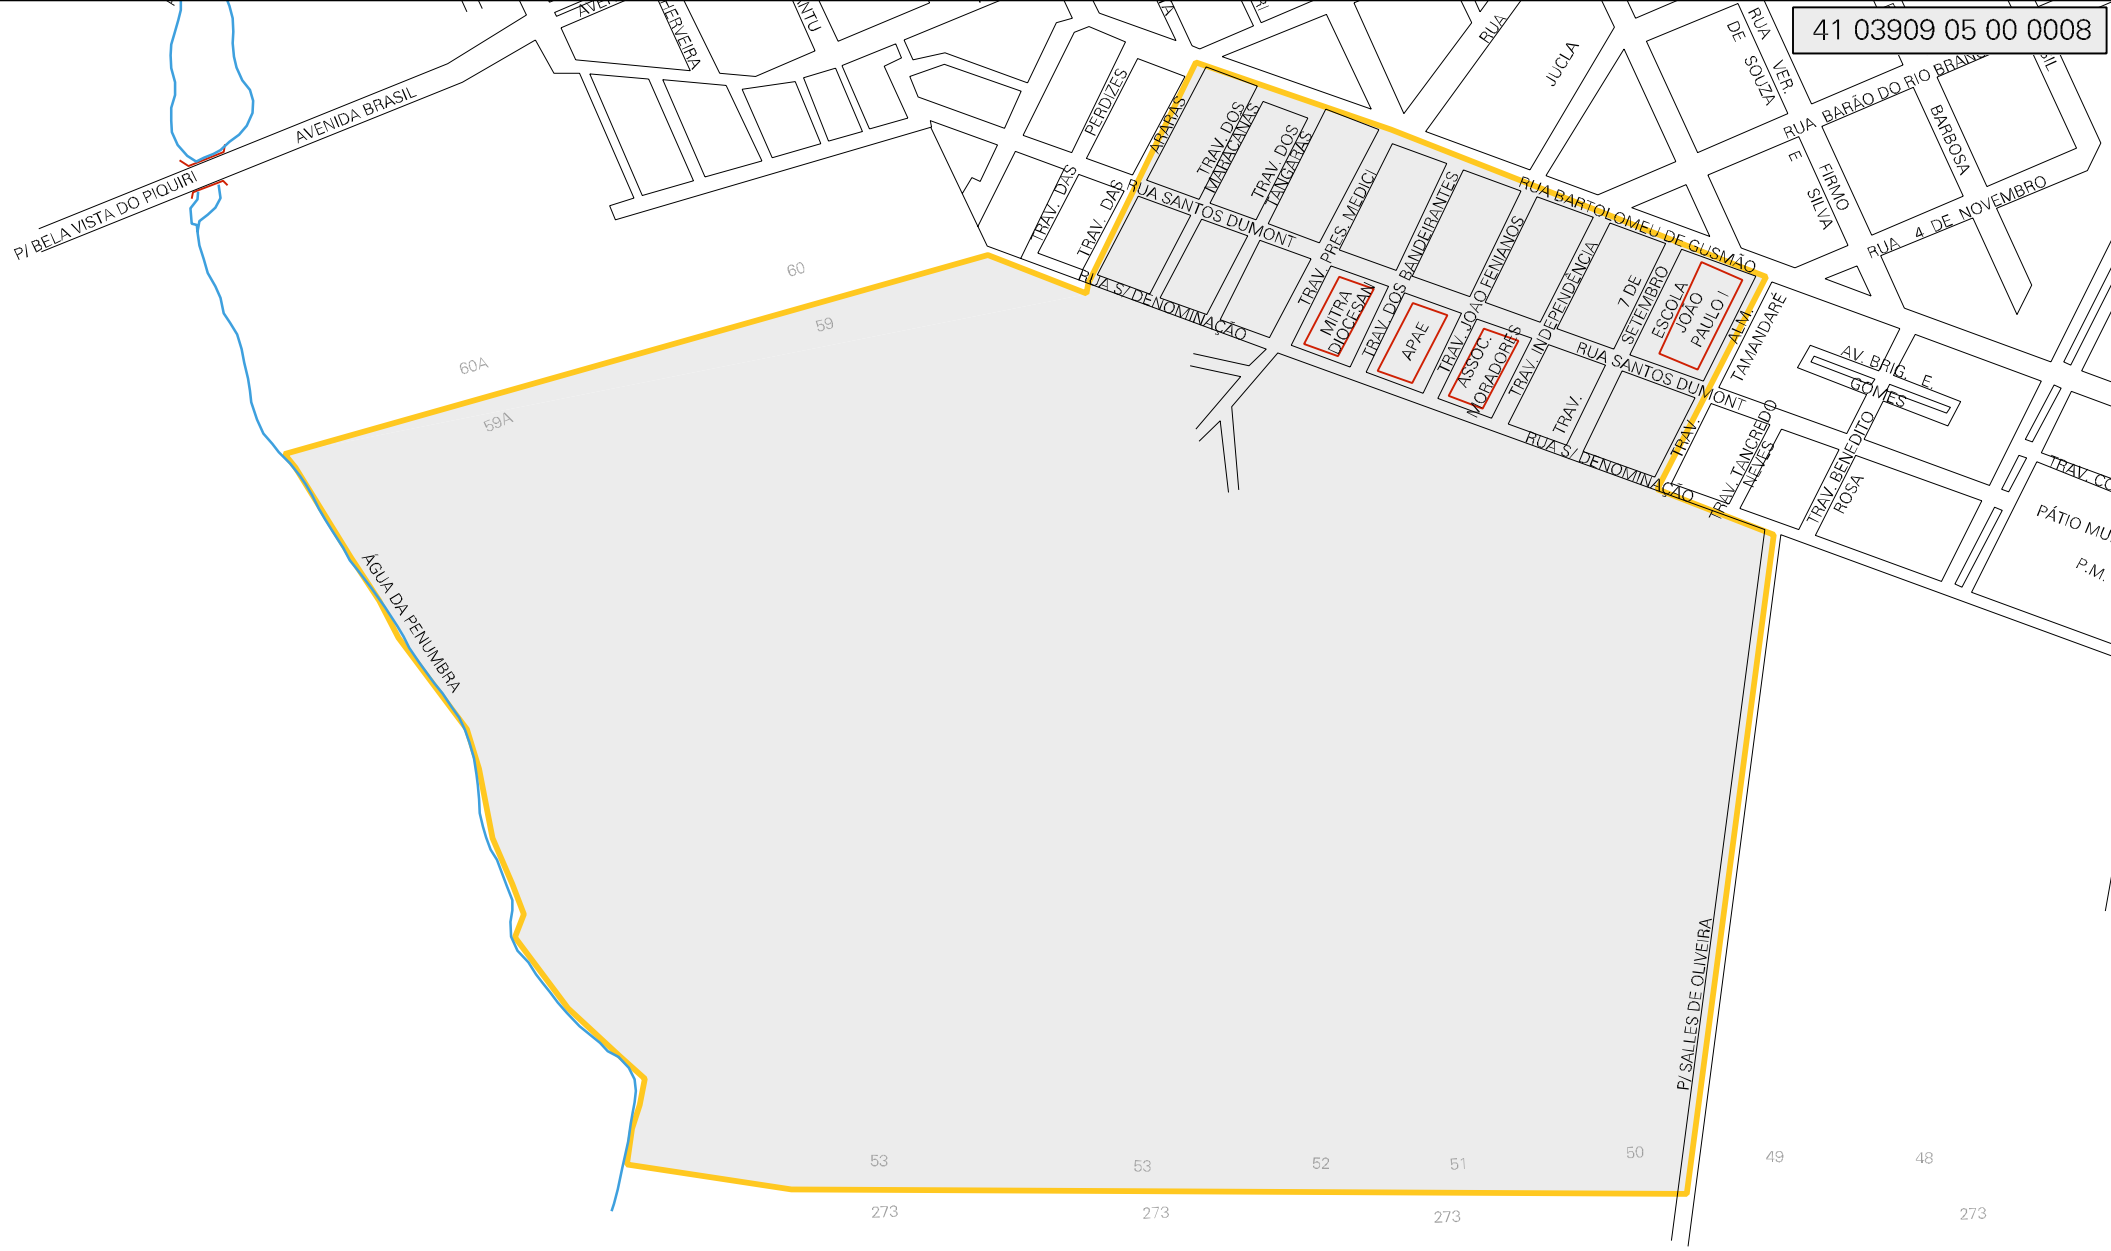 41 03909 05 00 0008
HERVEIRA
RUA
JUCLA
RUA VER.
DE SOUZA
RUA BARÃO DO RIO
AVENIDA BRASIL
P/ BELA VISTA DO PIQUIRI
PERDIZES
ARARAS
TRAV. DOS
MARACANÃS
TRAV. DOS
TANGARAS
BARBOSA
E
FIRMO
SILVA
RUA 4 DE NOVEMBRO
TRAV. DAS
TRAV. DAS
RUA SANTOS DUMONT
TRAV. PRES. MEDICI
TRAV. DOS BANDEIRANTES
TRAV. JOÃO FENIANOS
TRAV. INDEPENDÊNCIA
RUA BARTOLOMEU DE GUSMÃO
7 DE
SETEMBRO
ESCOLA
JOÃO
PAULO I
ALM.
TAMANDARÉ
RUA S/ DENOMINAÇÃO
MITRA
DIOCESAN
APAE
ASSOC.
MORADORES
RUA SANTOS DUMONT
AV. BRIG. E.
GOMES
TRAV.
TRAV.
RUA S/ DENOMINAÇÃO
TRAV. TANCREDO
NEVES
TRAV. BENEDITO
ROSA
PÁTIO
P.M.
60
59
60A
59A
ÁGUA DA PENUMBRA
P/ SALLES DE OLIVEIRA
53
53
52
51
50
49
48
273
273
273
273